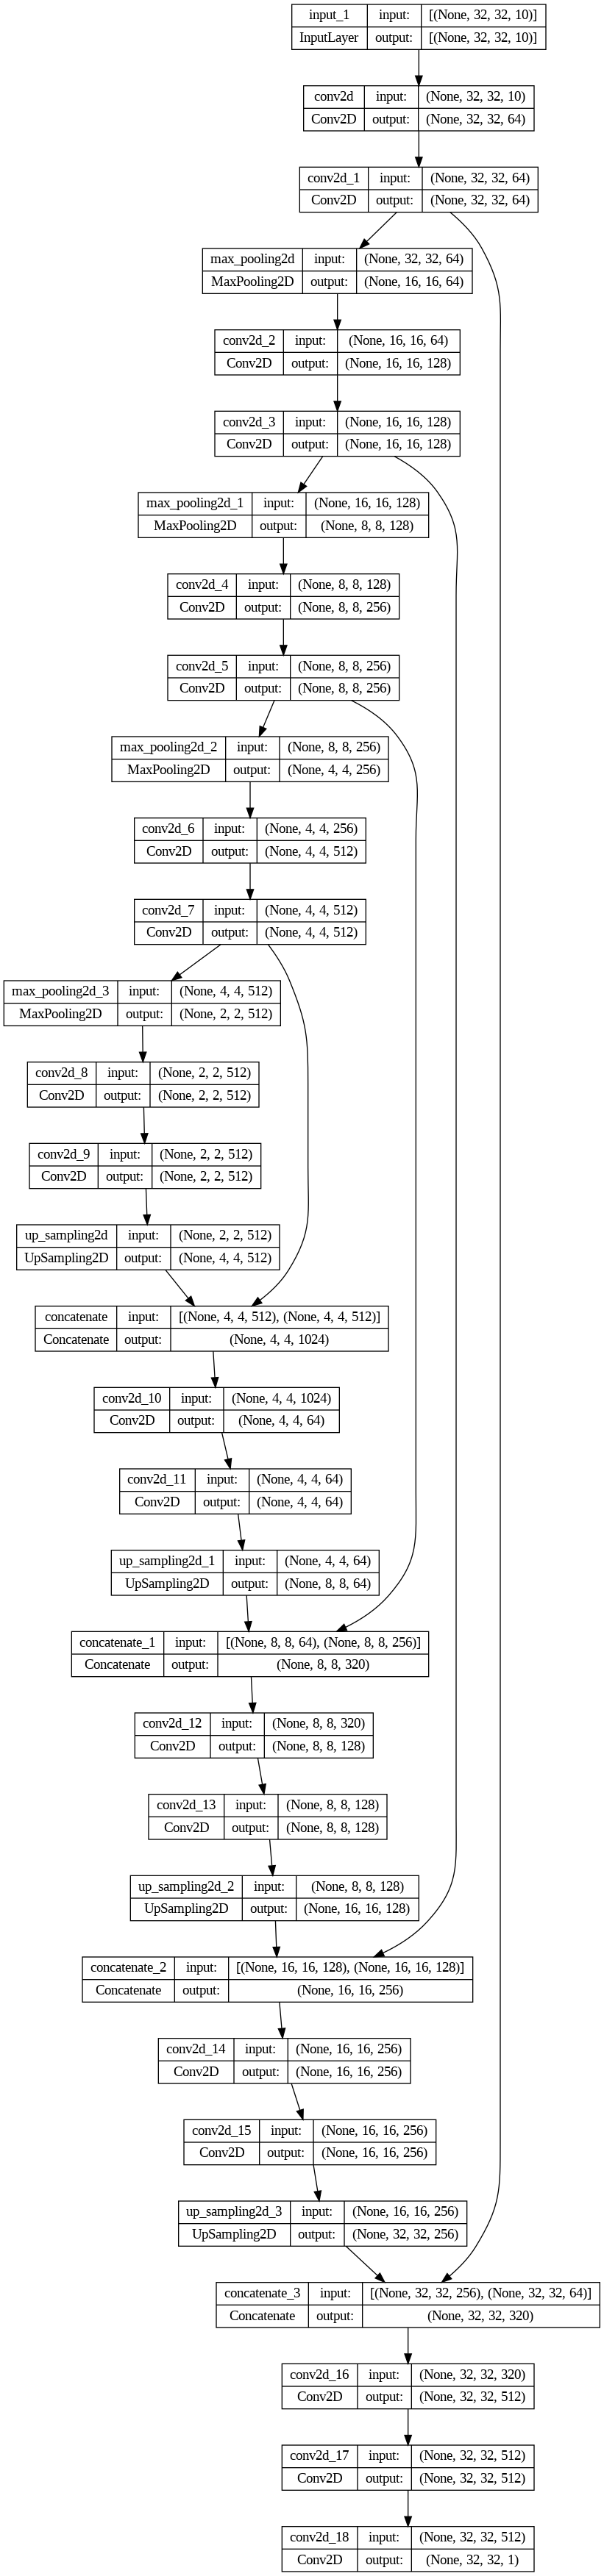 input_1 input: [(None, 32, 32, 10)]
InputLayer output: [(None, 32, 32, 10)]
conv2d input: (None, 32, 32, 10)
Conv2D output: (None, 32, 32, 64)
conv2d_1 input: (None, 32, 32, 64)
Conv2D output: (None, 32, 32, 64)
max_pooling2d input: (None, 32, 32, 64)
MaxPooling2D output: (None, 16, 16, 64)
conv2d_2 input: (None, 16, 16, 64)
Conv2D output: (None, 16, 16, 128)
conv2d_3 input: (None, 16, 16, 128)
Conv2D output: (None, 16, 16, 128)
max_pooling2d_1 input: (None, 16, 16, 128)
MaxPooling2D output: (None, 8, 8, 128)
conv2d_4 input: (None, 8, 8, 128)
Conv2D output: (None, 8, 8, 256)
conv2d_5 input: (None, 8, 8, 256)
Conv2D output: (None, 8, 8, 256)
max_pooling2d_2 input: (None, 8, 8, 256)
MaxPooling2D output: (None, 4, 4, 256)
conv2d_6 input: (None, 4, 4, 256)
Conv2D output: (None, 4, 4, 512)
conv2d_7 input: (None, 4, 4, 512)
Conv2D output: (None, 4, 4, 512)
max_pooling2d_3 input: (None, 4, 4, 512)
MaxPooling2D output: (None, 2, 2, 512)
conv2d_8 input: (None, 2, 2, 512)
Conv2D output: (None, 2, 2, 512)
conv2d_9 input: (None, 2, 2, 512)
Conv2D output: (None, 2, 2, 512)
up_sampling2d input: (None, 2, 2, 512)
UpSampling2D output: (None, 4, 4, 512)
concatenate input: [(None, 4, 4, 512), (None, 4, 4, 512)]
Concatenate output: (None, 4, 4, 1024)
conv2d_10 input: (None, 4, 4, 1024)
Conv2D output: (None, 4, 4, 64)
conv2d_11 input: (None, 4, 4, 64)
Conv2D output: (None, 4, 4, 64)
up_sampling2d_1 input: (None, 4, 4, 64)
UpSampling2D output: (None, 8, 8, 64)
concatenate_1 input: [(None, 8, 8, 64), (None, 8, 8, 256)]
Concatenate output: (None, 8, 8, 320)
conv2d_12 input: (None, 8, 8, 320)
Conv2D output: (None, 8, 8, 128)
conv2d_13 input: (None, 8, 8, 128)
Conv2D output: (None, 8, 8, 128)
up_sampling2d_2 input: (None, 8, 8, 128)
UpSampling2D output: (None, 16, 16, 128)
concatenate_2 input: [(None, 16, 16, 128), (None, 16, 16, 128)]
Concatenate output: (None, 16, 16, 256)
conv2d_14 input: (None, 16, 16, 256)
Conv2D output: (None, 16, 16, 256)
conv2d_15 input: (None, 16, 16, 256)
Conv2D output: (None, 16, 16, 256)
up_sampling2d_3 input: (None, 16, 16, 256)
UpSampling2D output: (None, 32, 32, 256)
concatenate_3 input: [(None, 32, 32, 256), (None, 32, 32, 64)]
Concatenate output: (None, 32, 32, 320)
conv2d_16 input: (None, 32, 32, 320)
Conv2D output: (None, 32, 32, 512)
conv2d_17 input: (None, 32, 32, 512)
Conv2D output: (None, 32, 32, 512)
conv2d_18 input: (None, 32, 32, 512)
Conv2D output: (None, 32, 32, 1)